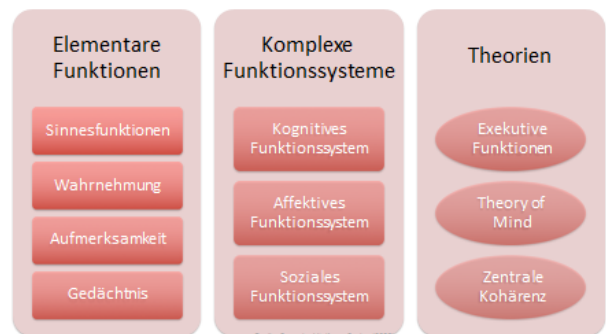 Elementare
Funktionen
Sinnesfunktionen
Wahrnehmung
Aufmerksamkeit
Gedächtnis
Komplexe
Funktionssysteme
Kognitives
Funktionssystem
Affektives
Funktionssystem
Soziales
Funktionssystem
Theorien
Exekutive
Funktionen
Theory of
Mind
Zentrale
Kohärenz